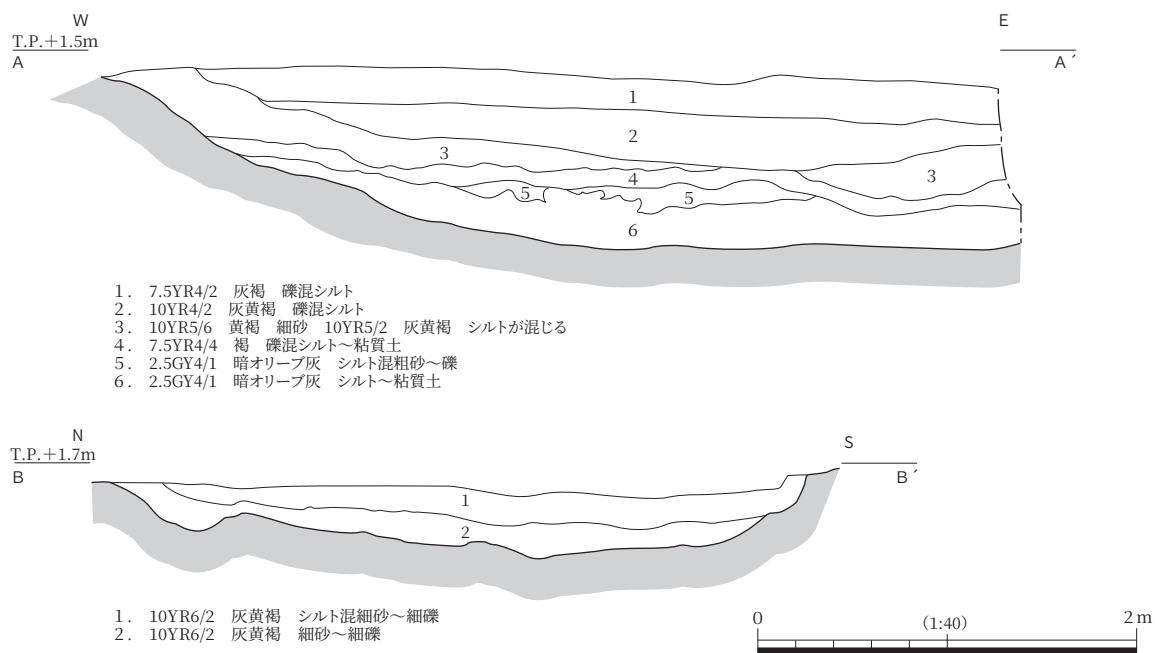 W
E
T.P.＋1.5m
A
A´
1
2
3
3
4
5
5
6
1． 7.5YR4/2　灰褐　礫混シルト
2． 10YR4/2　灰黄褐　礫混シルト
3． 10YR5/6　黄褐　細砂　10YR5/2　灰黄褐　シルトが混じる
4． 7.5YR4/4　褐　礫混シルト～粘質土
5． 2.5GY4/1　暗オリーブ灰　シルト混粗砂～礫
6． 2.5GY4/1　暗オリーブ灰　シルト～粘質土
N
S
T.P.＋1.7m
B
B´
1
2
1． 10YR6/2　灰黄褐　シルト混細砂～細礫
2． 10YR6/2　灰黄褐　細砂～細礫
0
（1:40）
2m